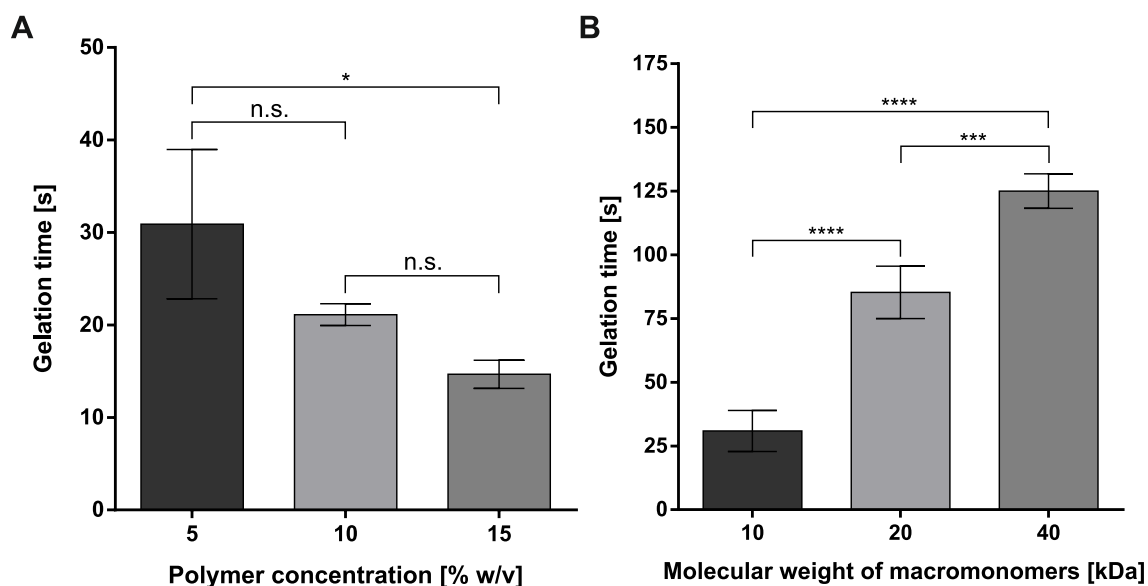 A
50
40
30
20
10
0
Gelation time [s]
*
n.s.
n.s.
5 10 15
Polymer concentration [% w/v]
B
175
150
125
100
75
50
25
0
Gelation time [s]
****
***
****
10 20 40
Molecular weight of macromonomers [kDa]